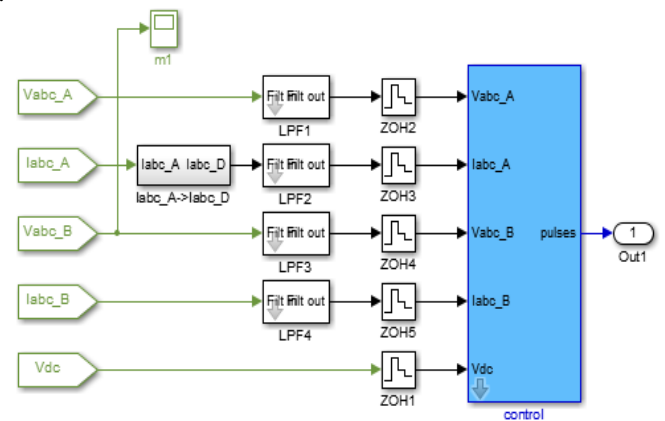 m1
Vabc_A
Filt in Filt out
LPF1
ZOH2
Vabc_A
Iabc_A
Iabc_A Iabc_D
Iabc_A->Iabc_D
Filt in Filt out
LPF2
ZOH3
Iabc_A
Vabc_B
Filt in Filt out
LPF3
ZOH4
Vabc_B
pulses
1
Out1
Iabc_B
Filt in Filt out
LPF4
ZOH5
Iabc_B
Vdc
ZOH1
Vdc
control